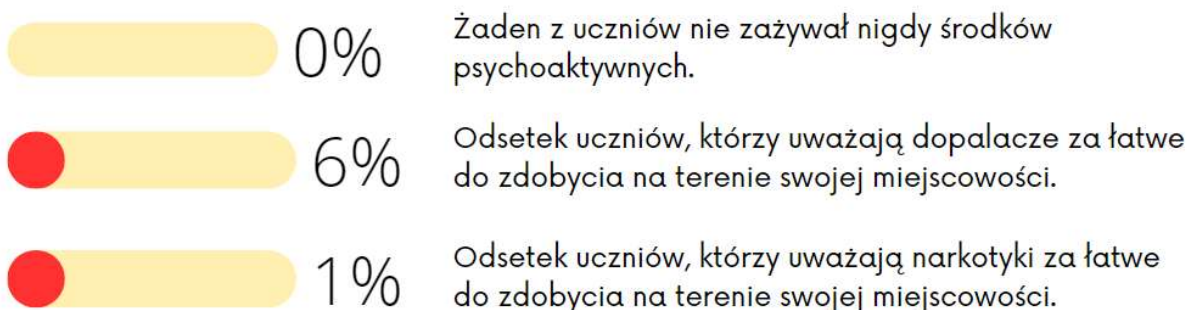 0%
Żaden z uczniów nie zażywał nigdy środków
psychoaktywnych.
6%
Odsetek uczniów, którzy uważają dopalacze za łatwe
do zdobycia na terenie swojej miejscowości.
1%
Odsetek uczniów, którzy uważają narkotyki za łatwe
do zdobycia na terenie swojej miejscowości.